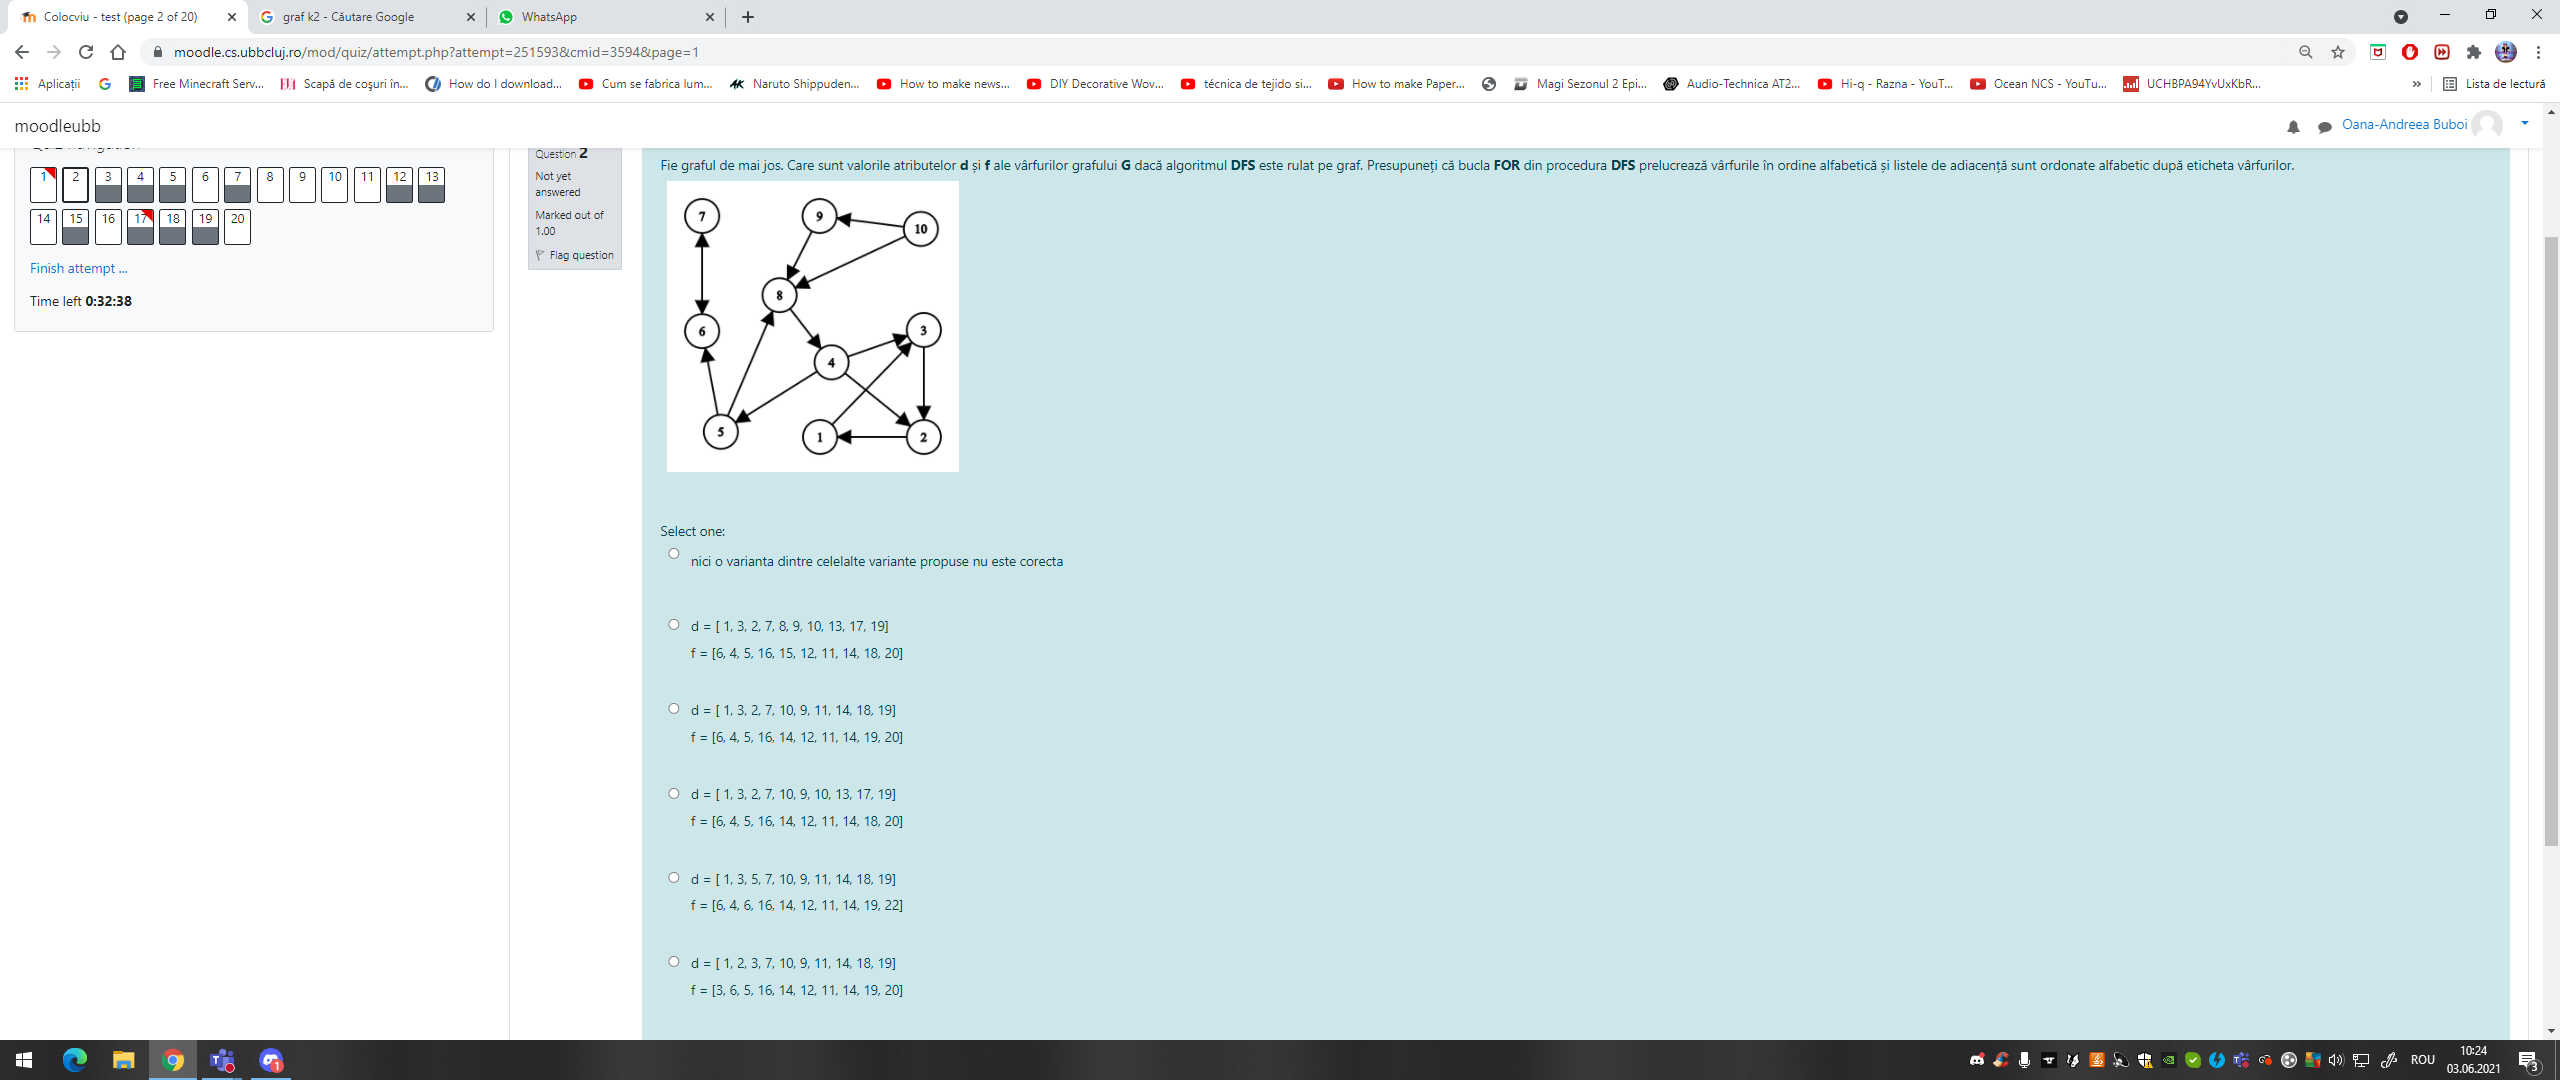 Colocviu - test (page 2 of 20)
graf k2 - Căutare Google
WhatsApp
moodle.cs.ubbcluj.ro/mod/quiz/attempt.php?attempt=251593&cmid=3594&page=1
Aplicații
Free Minecraft Serv...
Scapă de coşuri în...
How do I download...
Cum se fabrica lum...
Naruto Shippuden...
How to make news...
DIY Decorative Wov...
técnica de tejido si...
How to make Paper...
Magi Sezonul 2 Epi...
Audio-Technica AT2...
Hi-q - Razna - YouT...
Ocean NCS - YouTu...
UCHBPA94YvUxKbR...
»
Lista de lectură
moodleubb
Oana-Andreea Buboi
1 2 3 4 5 6 7 8 9 10 11 12 13
14 15 16 17 18 19 20
Finish attempt ...
Time left 0:32:38
Question 2
Not yet
answered
Marked out of
1.00
Flag question
Fie graful de mai jos. Care sunt valorile atributelor d și f ale vârfurilor grafului G dacă algoritmul DFS este rulat pe graf. Presupuneți că bucla FOR din procedura DFS prelucrează vârfurile în ordine alfabetică și listele de adiacență sunt ordonate alfabetic după eticheta vârfurilor.
7
9
10
8
6
3
4
5
1
2
Select one:
nici o varianta dintre celelalte variante propuse nu este corecta
d = [ 1, 3, 2, 7, 8, 9, 10, 13, 17, 19]
f = [6, 4, 5, 16, 15, 12, 11, 14, 18, 20]
d = [ 1, 3, 2, 7, 10, 9, 11, 14, 18, 19]
f = [6, 4, 5, 16, 14, 12, 11, 14, 19, 20]
d = [ 1, 3, 2, 7, 10, 9, 10, 13, 17, 19]
f = [6, 4, 5, 16, 14, 12, 11, 14, 18, 20]
d = [ 1, 3, 5, 7, 10, 9, 11, 14, 18, 19]
f = [6, 4, 6, 16, 14, 12, 11, 14, 19, 22]
d = [ 1, 2, 3, 7, 10, 9, 11, 14, 18, 19]
f = [3, 6, 5, 16, 14, 12, 11, 14, 19, 20]
ROU
10:24
03.06.2021
3